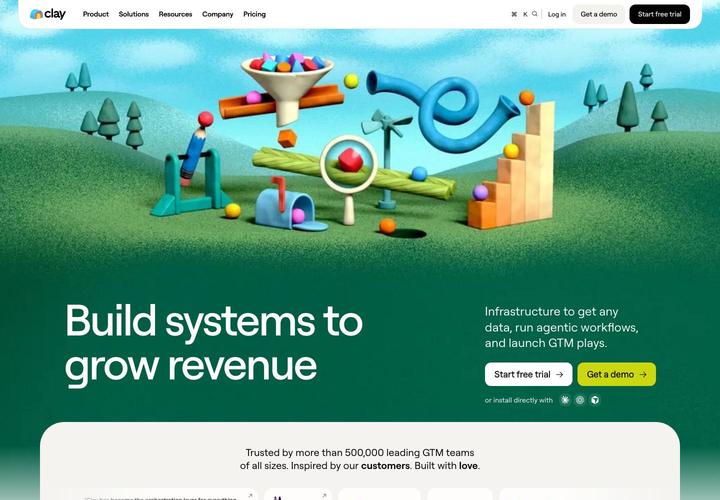 clay
Product
Solutions
Resources
Company
Pricing
⌘ K
Log in
Get a demo
Start free trial
Build systems to
grow revenue
Infrastructure to get any
data, run agentic workflows,
and launch GTM plays.
Start free trial →
Get a demo →
or install directly with
Trusted by more than 500,000 leading GTM teams
of all sizes. Inspired by our customers. Built with love.